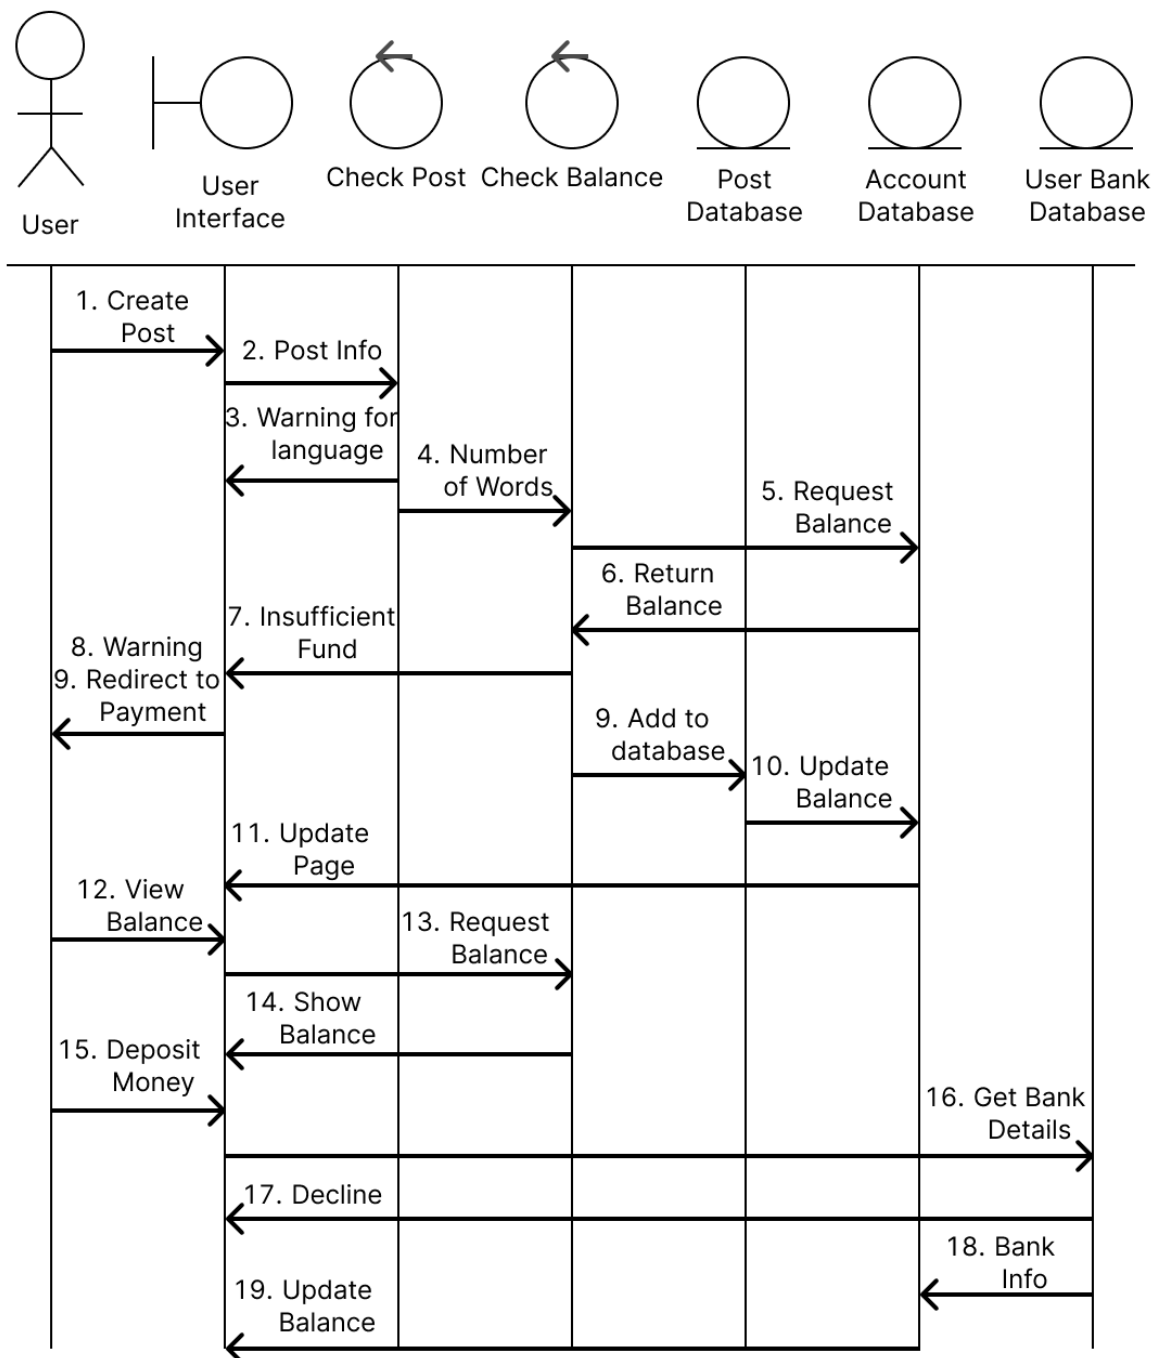 User
User
Interface
Check Post
Check Balance
Post
Database
Account
Database
User Bank
Database
1. Create
Post
2. Post Info
3. Warning for
language
4. Number
of Words
5. Request
Balance
6. Return
Balance
7. Insufficient
Fund
8. Warning
9. Redirect to
Payment
9. Add to
database
10. Update
Balance
11. Update
Page
12. View
Balance
13. Request
Balance
14. Show
Balance
15. Deposit
Money
16. Get Bank
Details
17. Decline
18. Bank
Info
19. Update
Balance